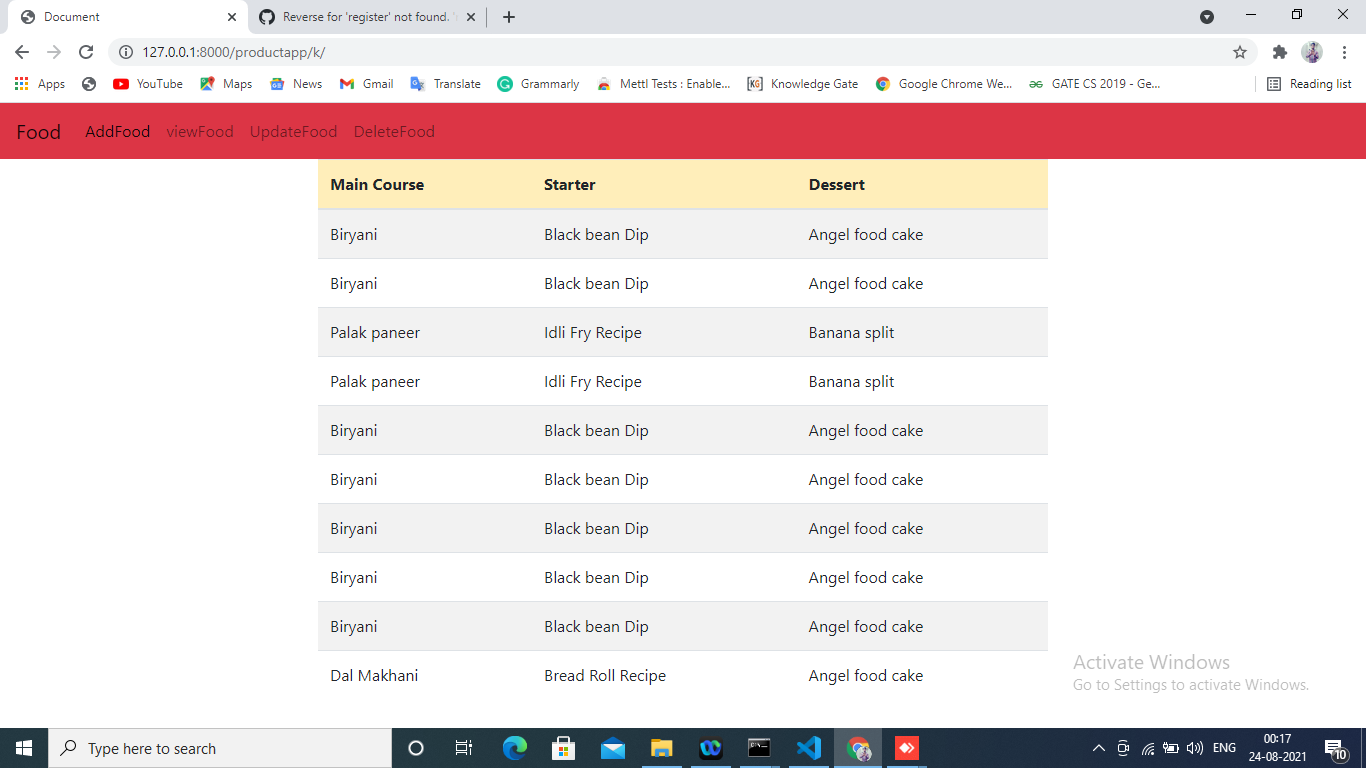 Document
Reverse for 'register' not found. '
127.0.0.1:8000/productapp/k/
Apps YouTube Maps News Gmail Translate Grammarly Mettl Tests : Enable... Knowledge Gate Google Chrome We... GATE CS 2019 - Ge... Reading list
Food AddFood viewFood UpdateFood DeleteFood
Main Course Starter Dessert
Biryani Black bean Dip Angel food cake
Biryani Black bean Dip Angel food cake
Palak paneer Idli Fry Recipe Banana split
Palak paneer Idli Fry Recipe Banana split
Biryani Black bean Dip Angel food cake
Biryani Black bean Dip Angel food cake
Biryani Black bean Dip Angel food cake
Biryani Black bean Dip Angel food cake
Biryani Black bean Dip Angel food cake
Dal Makhani Bread Roll Recipe Angel food cake
Activate Windows
Go to Settings to activate Windows.
Type here to search
ENG
00:17
24-08-2021
10